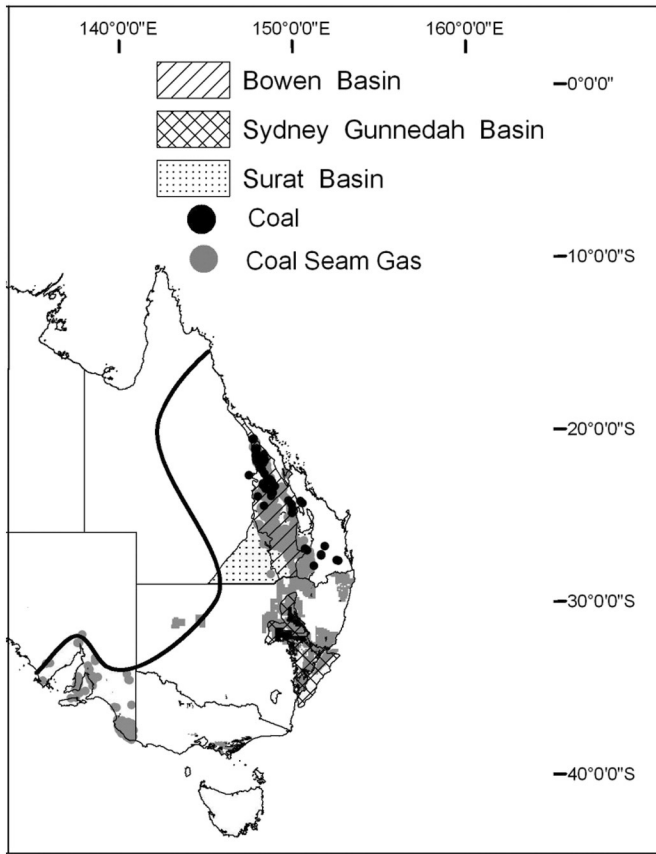 140°0'0"E 150°0'0"E 160°0'0"E
Bowen Basin
0°0'0"
Sydney Gunnedah Basin
Surat Basin
Coal
Coal Seam Gas
10°0'0"S
20°0'0"S
30°0'0"S
40°0'0"S